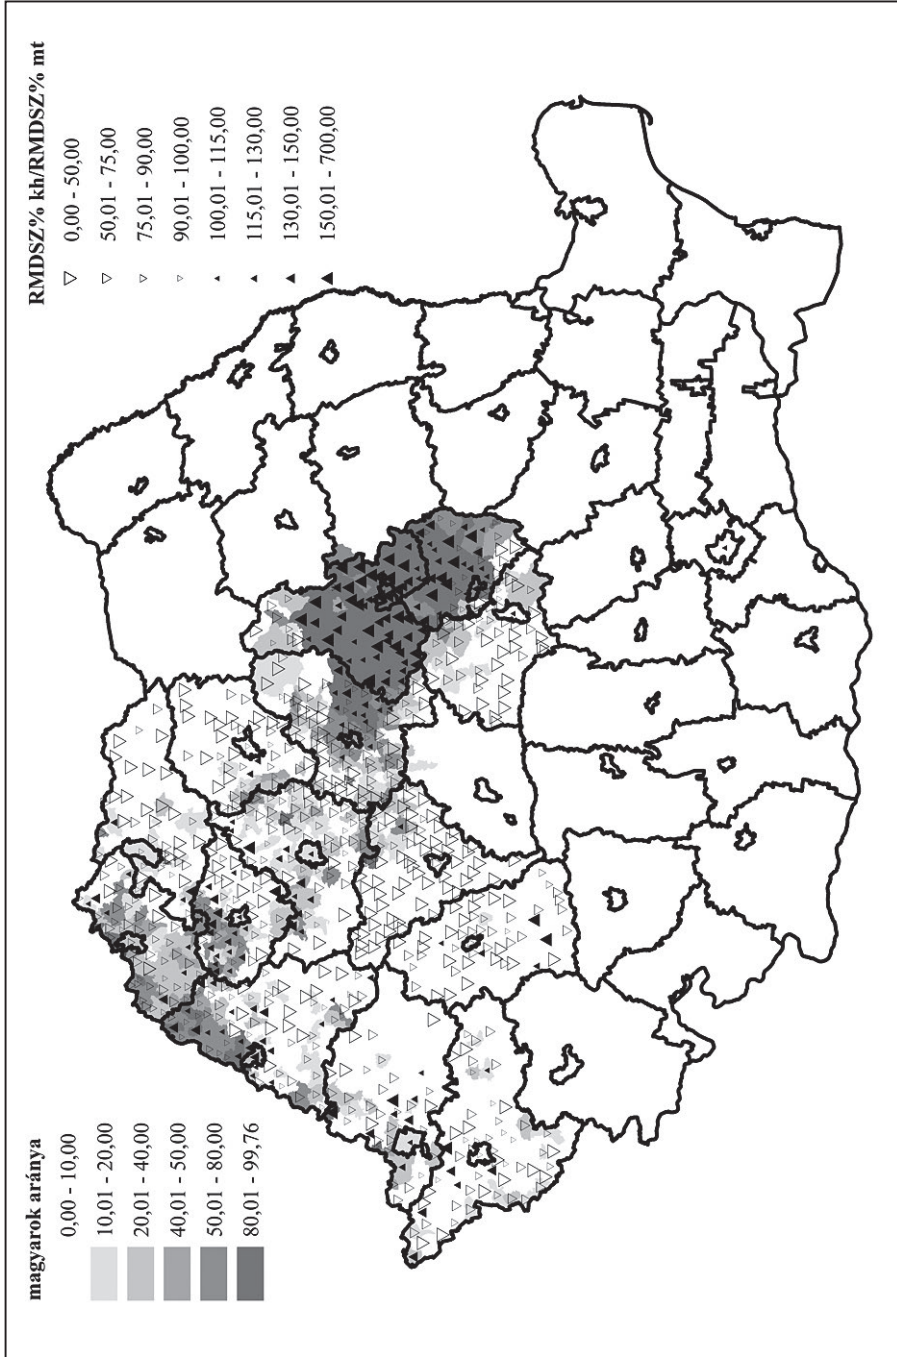 magyarok aránya
0,00 - 10,00
10,01 - 20,00
20,01 - 40,00
40,01 - 50,00
50,01 - 80,00
80,01 - 99,76
RMDSZ% kh/RMDSZ% mt
0,00 - 50,00
50,01 - 75,00
75,01 - 90,00
90,01 - 100,00
100,01 - 115,00
115,01 - 130,00
130,01 - 150,00
150,01 - 700,00